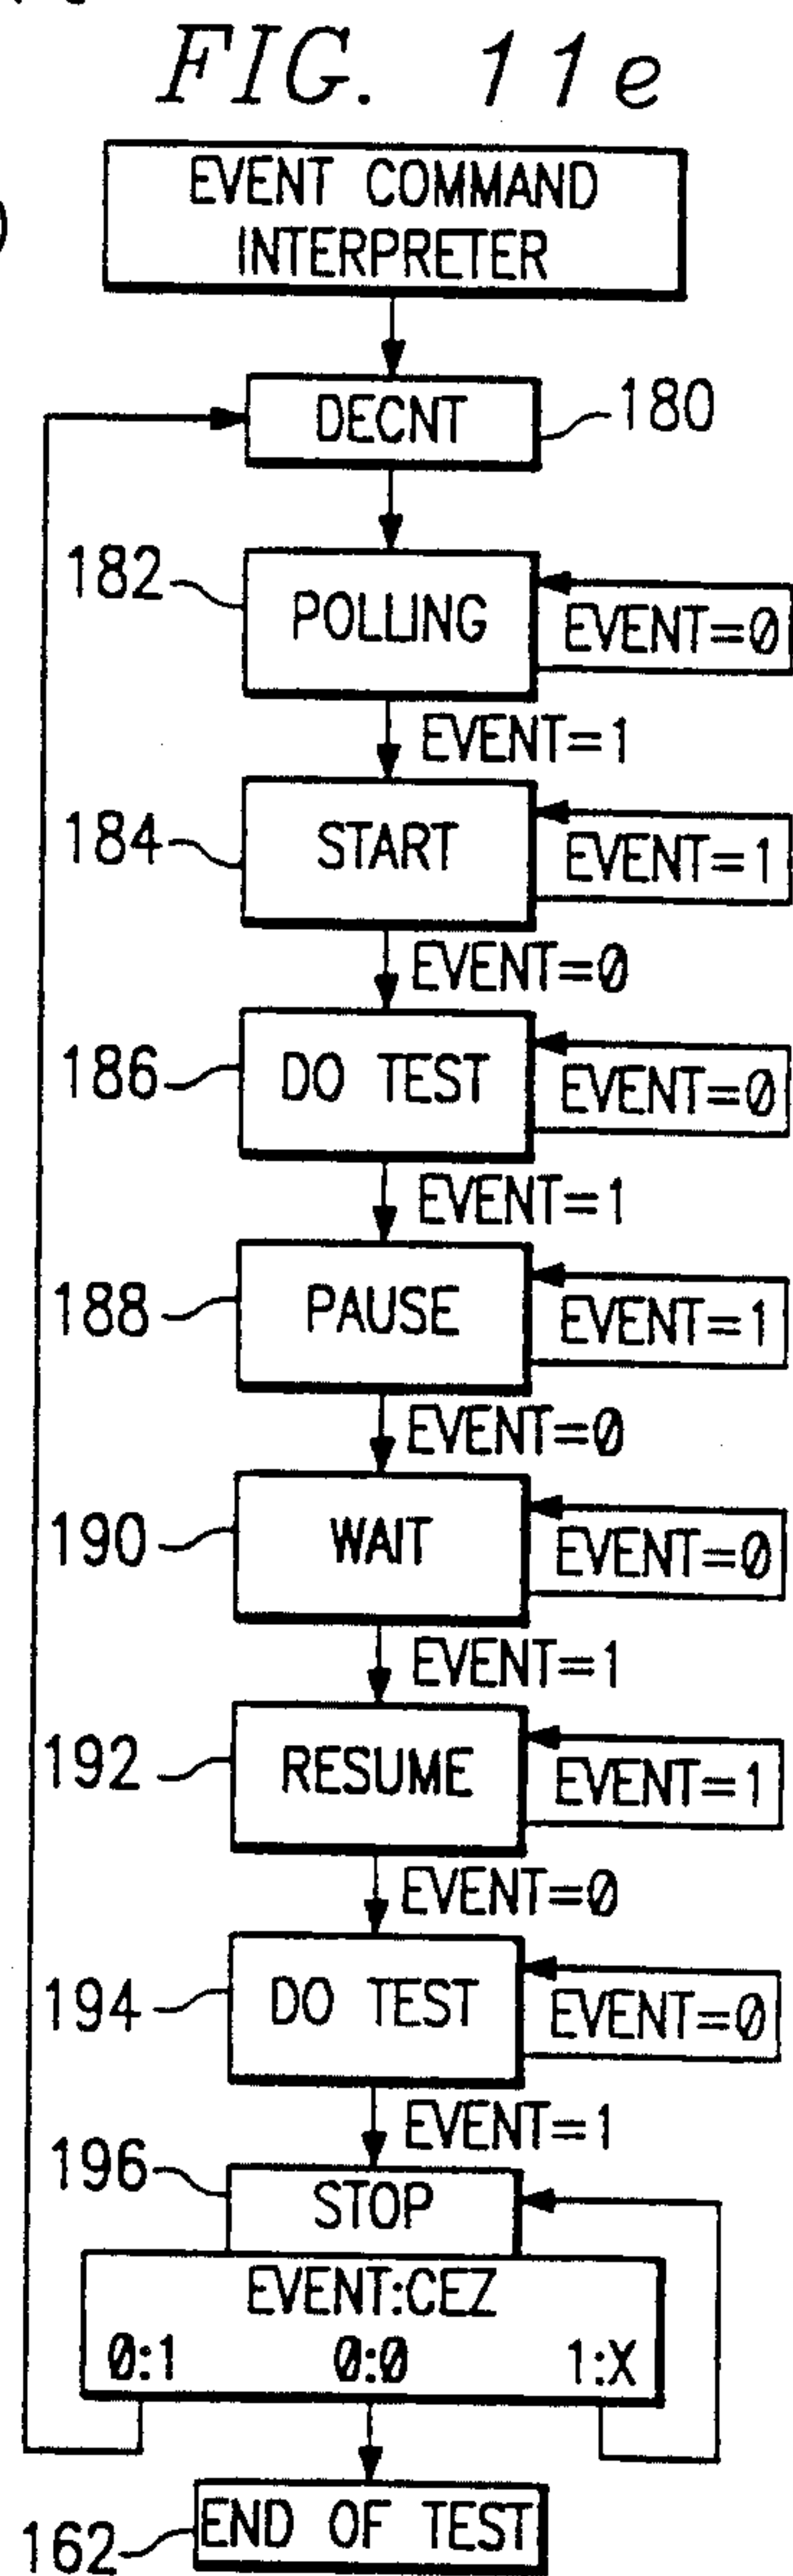 FIG. 11e
EVENT COMMAND
INTERPRETER
DECNT
180
182
POLLING
EVENT=0
EVENT=1
184
START
EVENT=1
EVENT=0
186
DO TEST
EVENT=0
EVENT=1
188
PAUSE
EVENT=1
EVENT=0
190
WAIT
EVENT=0
EVENT=1
192
RESUME
EVENT=1
EVENT=0
194
DO TEST
EVENT=0
EVENT=1
196
STOP
EVENT:CEZ
0:1 0:0 1:X
162
END OF TEST